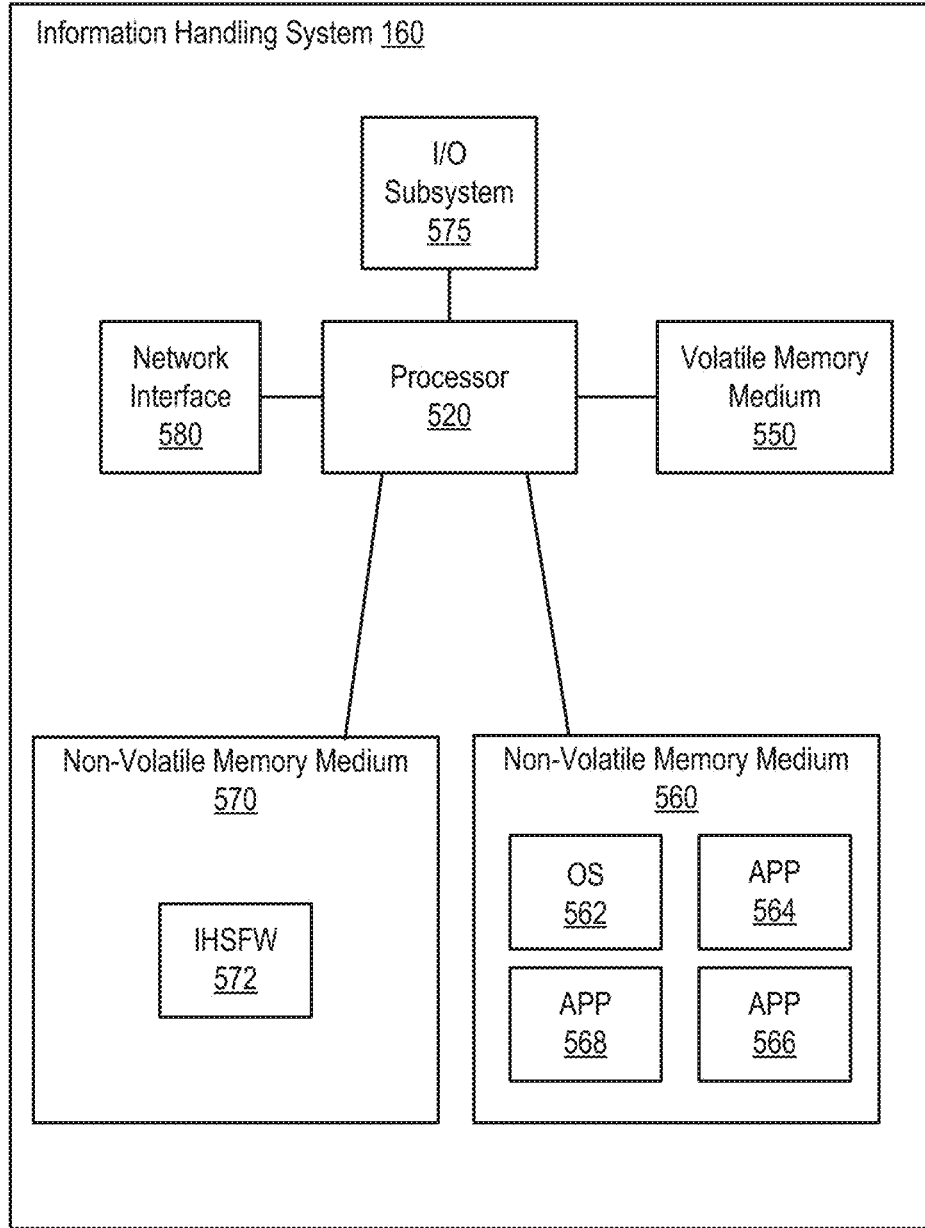 Information Handling System 160
I/O
Subsystem
575
Network
Interface
580
Processor
520
Volatile Memory
Medium
550
Non-Volatile Memory Medium
570
IHSFW
572
Non-Volatile Memory Medium
560
OS
562
APP
564
APP
568
APP
566